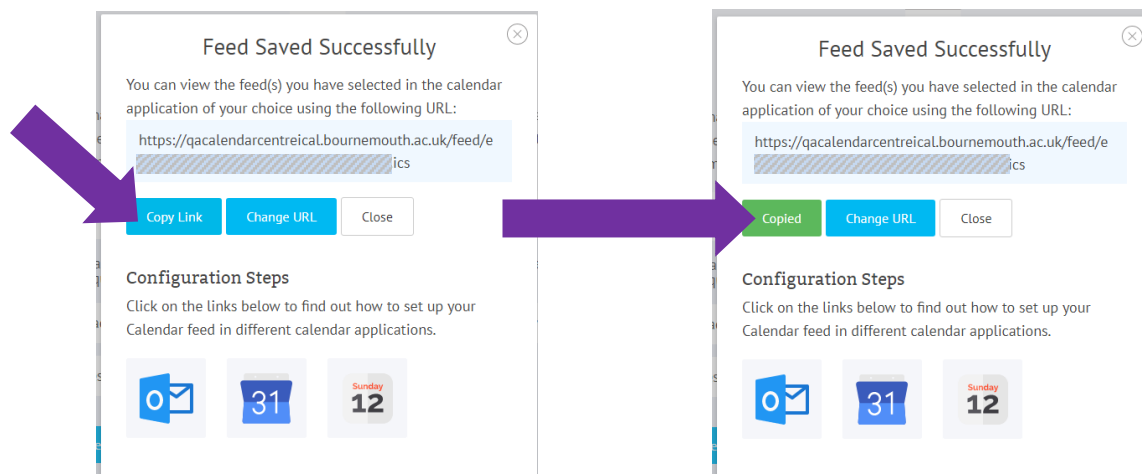 Feed Saved Successfully
You can view the feed(s) you have selected in the calendar
application of your choice using the following URL:
https://qacalendarcentreical.bournemouth.ac.uk/feed/e
ics
Copy Link
Change URL
Close
Configuration Steps
Click on the links below to find out how to set up your
Calendar feed in different calendar applications.
31
Sunday
12
Feed Saved Successfully
You can view the feed(s) you have selected in the calendar
application of your choice using the following URL:
https://qacalendarcentreical.bournemouth.ac.uk/feed/e
ics
Copied
Change URL
Close
Configuration Steps
Click on the links below to find out how to set up your
Calendar feed in different calendar applications.
31
Sunday
12